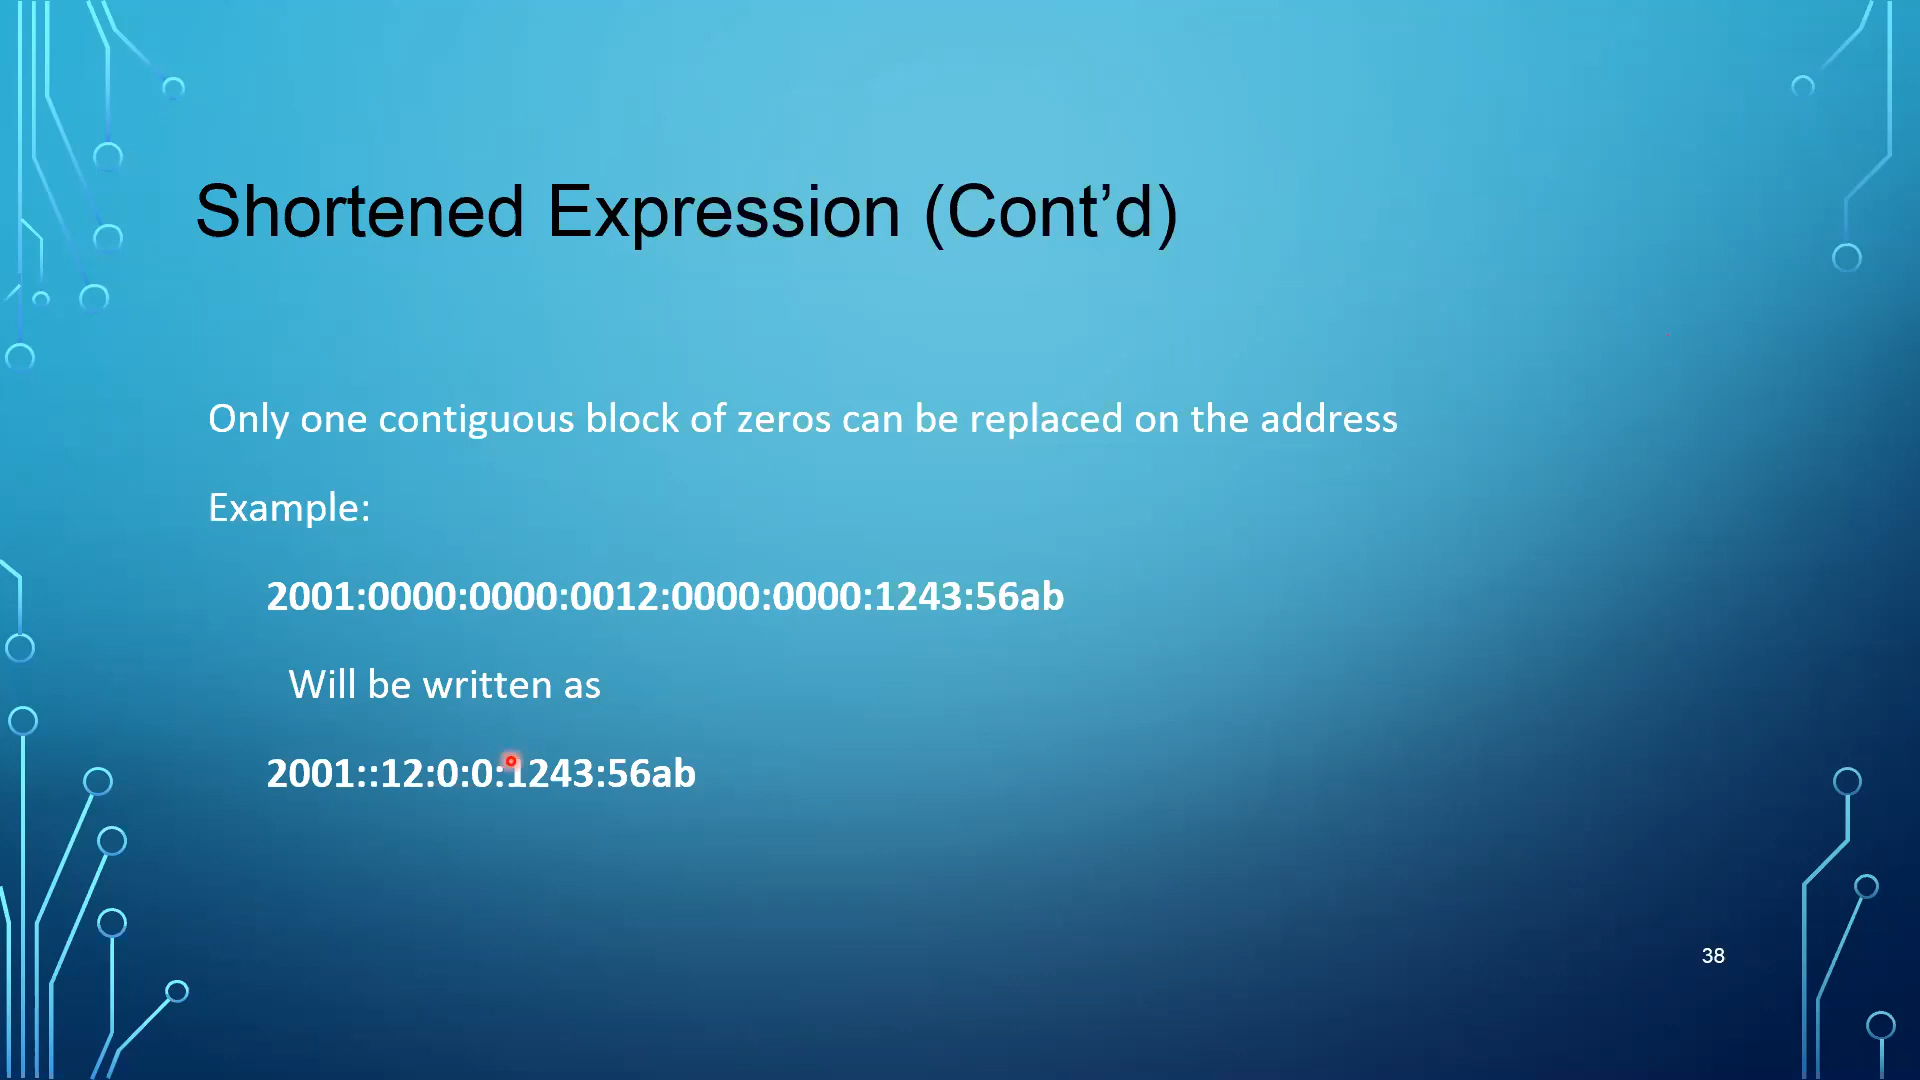 Shortened Expression (Cont’d)
Only one contiguous block of zeros can be replaced on the address
Example:
2001:0000:0000:0012:0000:0000:1243:56ab
Will be written as
2001::12:0:0:1243:56ab
38